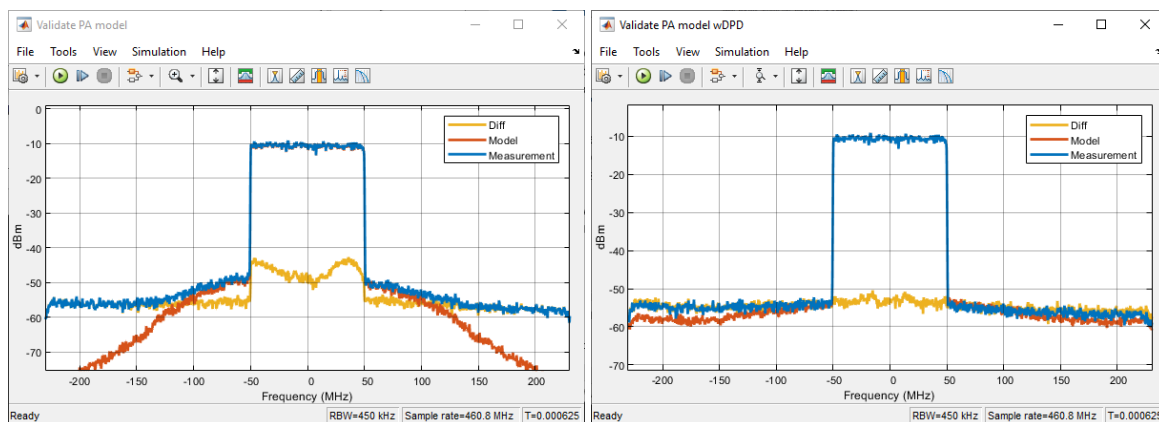 Validate PA model
File Tools View Simulation Help
Diff
Model
Measurement
0
-10
-20
-30
-40
-50
-60
-70
dBm
-200 -150 -100 -50 0 50 100 150 200
Frequency (MHz)
Ready RBW=450 kHz Sample rate=460.8 MHz T=0.000625
Validate PA model wDPD
File Tools View Simulation Help
Diff
Model
Measurement
-10
-20
-30
-40
-50
-60
-70
dBm
-200 -150 -100 -50 0 50 100 150 200
Frequency (MHz)
Ready RBW=450 kHz Sample rate=460.8 MHz T=0.000625